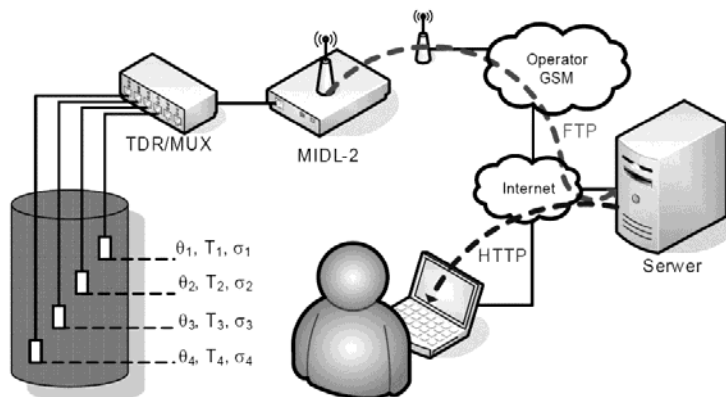 Operator
GSM
TDR/MUX
MIDL-2
FTP
Internet
HTTP
Serwer
θ1, T1, σ1
θ2, T2, σ2
θ3, T3, σ3
θ4, T4, σ4